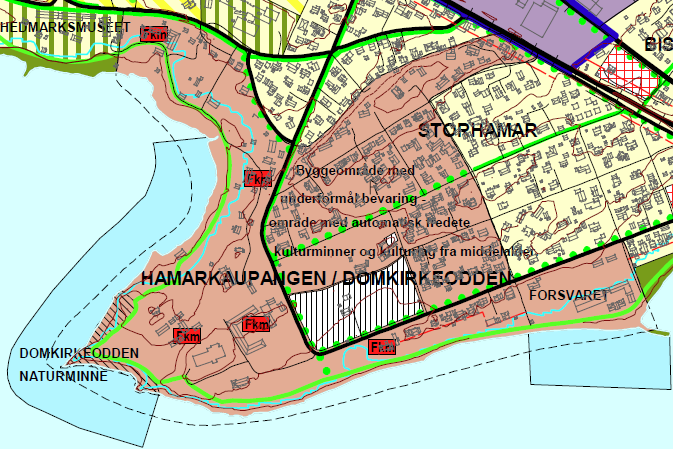 HEDMARKSMUSEET
Fkm
BIS
STOPHAMAR
Fkm
Byggeområde med
underformål bevaring -
område med automatisk fredete
kulturminner og kulturlag fra middelalder
HAMARKAUPANGEN / DOMKIRKEODDEN
FORSVARET
Fkm
Fkm
Fkm
DOMKIRKEODDEN
NATURMINNE